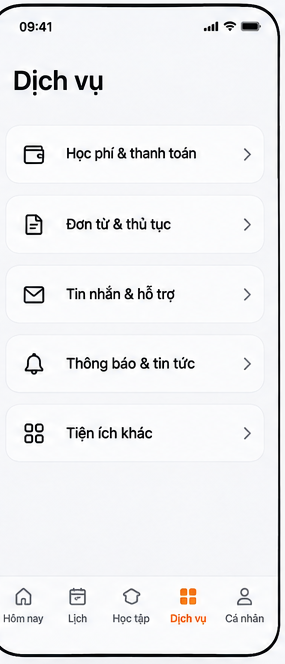 09:41
Dịch vụ
Học phí & thanh toán
Đơn từ & thủ tục
Tin nhắn & hỗ trợ
Thông báo & tin tức
Tiện ích khác
Hôm nay Lịch Học tập Dịch vụ Cá nhân